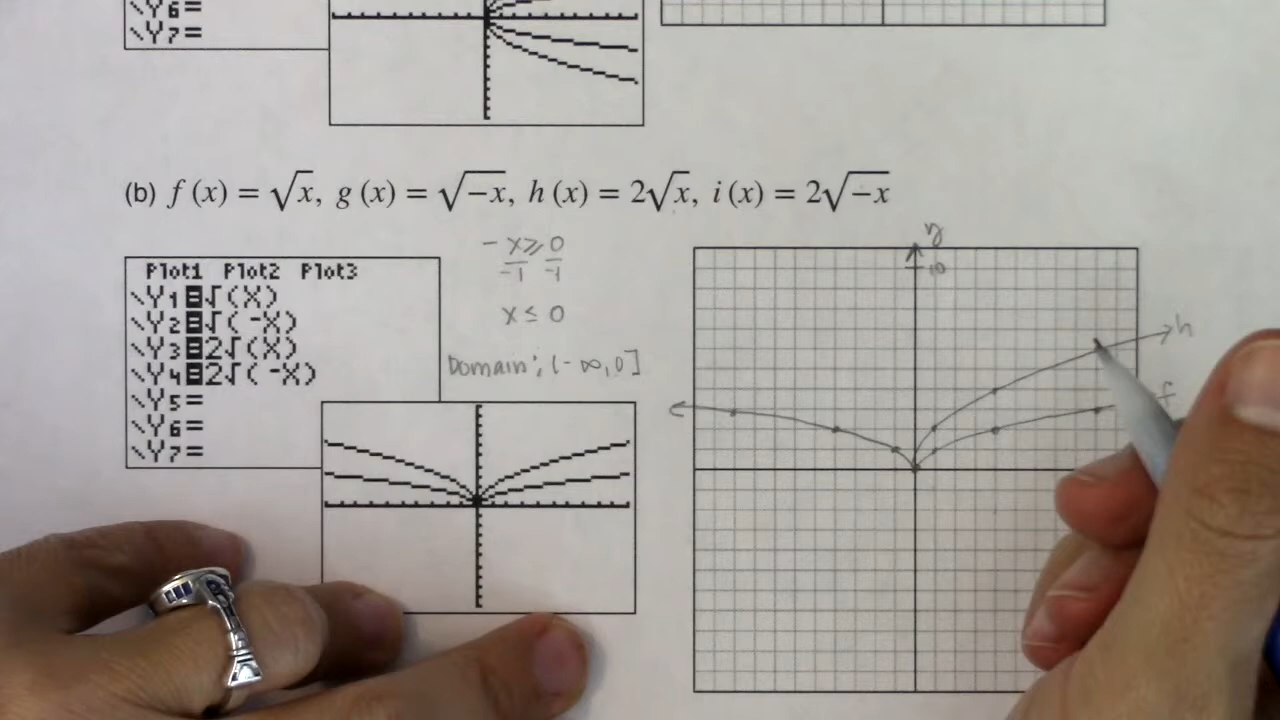 \Y6=
\Y7=
(b) f (x) = √x, g (x) = √−x, h (x) = 2√x, i (x) = 2√−x
Plot1 Plot2 Plot3
\Y1=√(X)
\Y2=√(-X)
\Y3=2√(X)
\Y4=2√(-X)
\Y5=
\Y6=
\Y7=
-x≥0
-1 -1
x ≤ 0
Domain: (-∞,0]
y
10
h
f